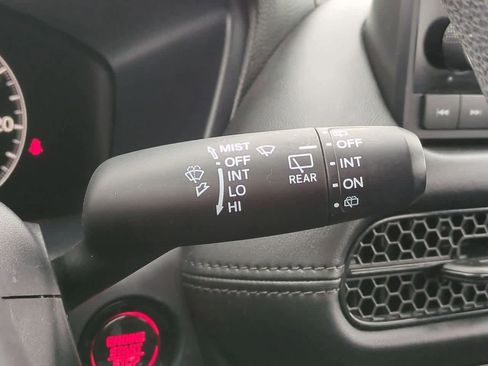 MIST
OFF
INT
LO
HI
REAR
OFF
INT
ON